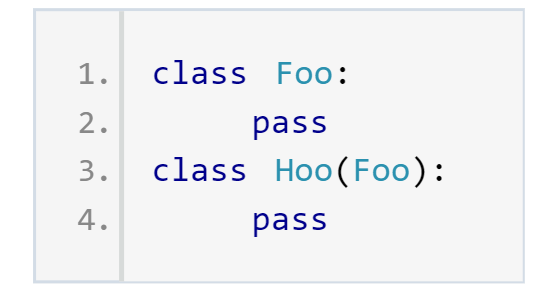 1. class Foo:
2. pass
3. class Hoo(Foo):
4. pass